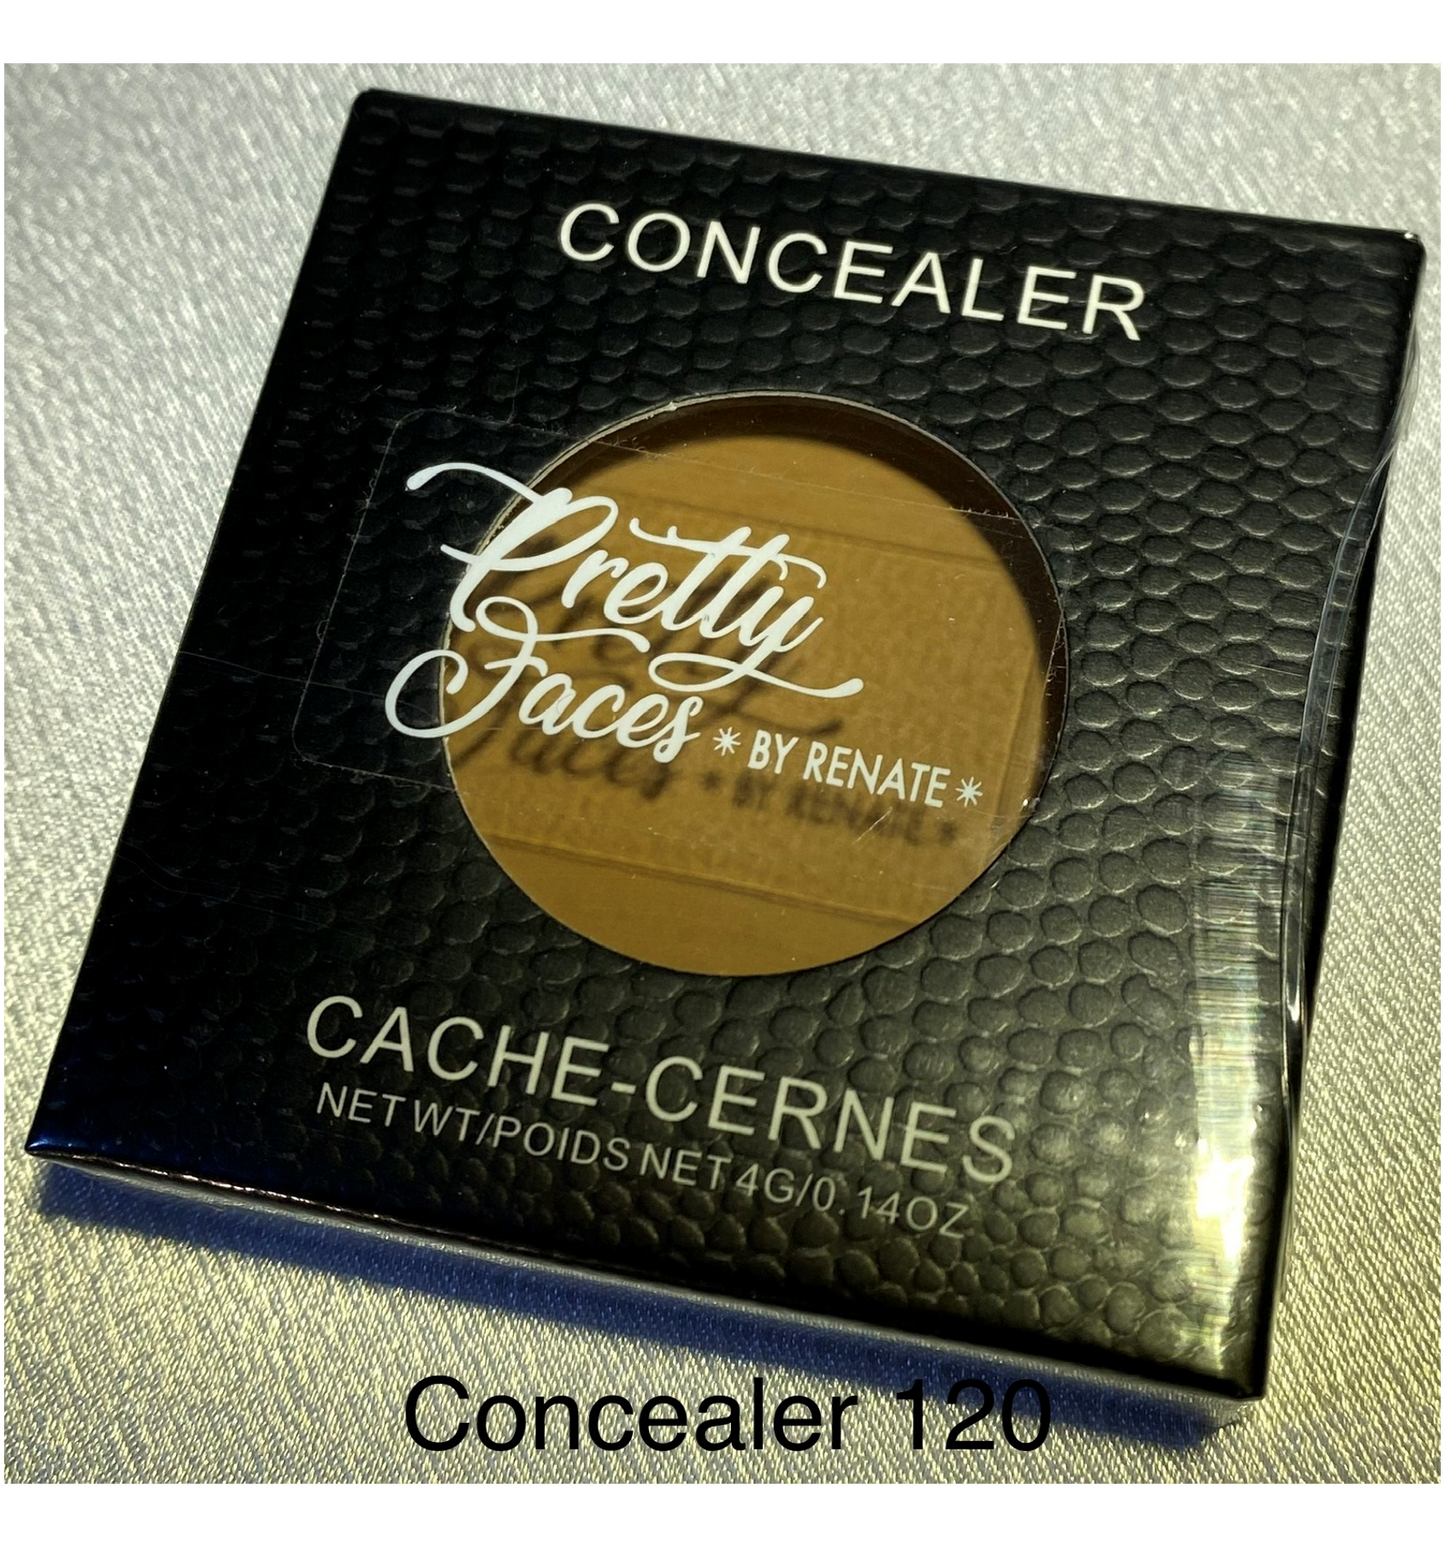 CONCEALER
Pretty
Faces * BY RENATE *
CACHE-CERNES
NET WT/POIDS NET 4G/0.14OZ
Concealer 120